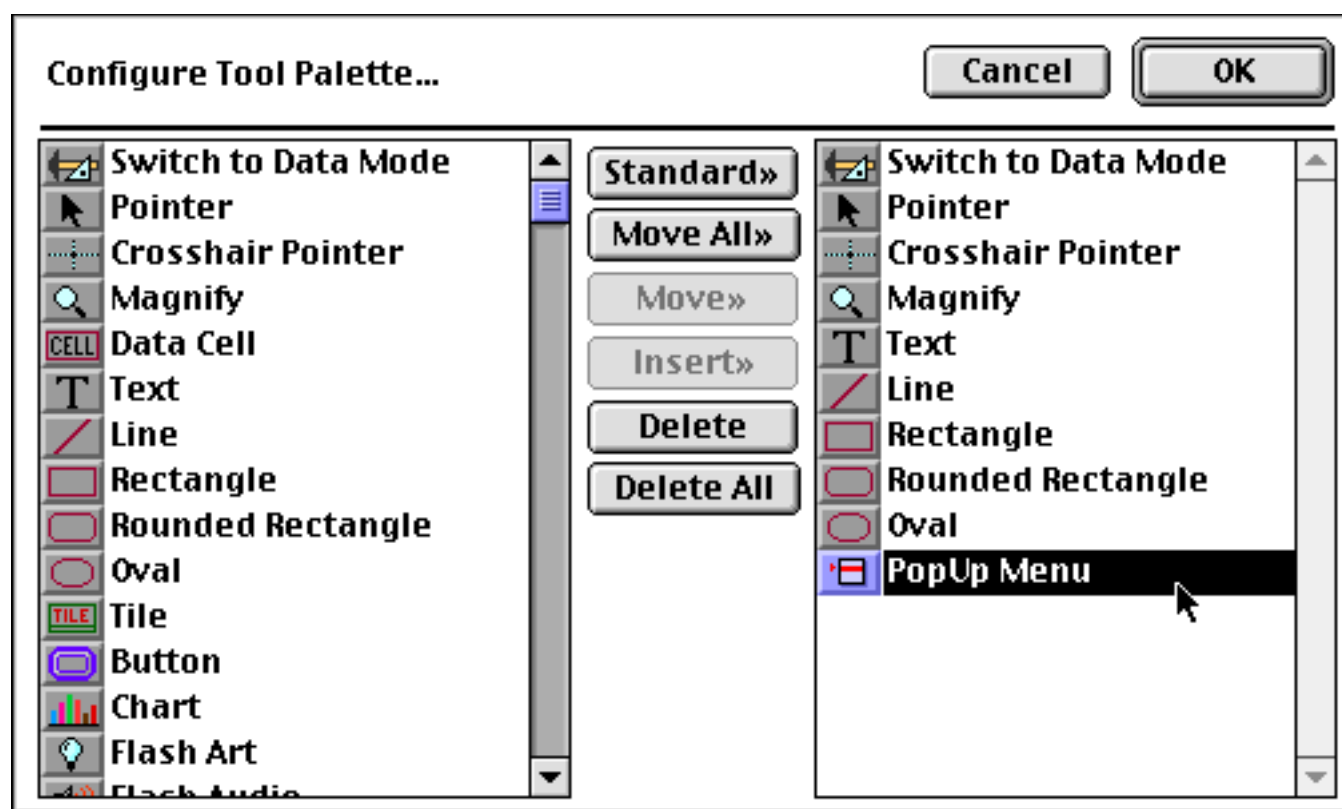 Configure Tool Palette...
Cancel
OK
Switch to Data Mode
Pointer
Crosshair Pointer
Magnify
CELL Data Cell
T Text
Line
Rectangle
Rounded Rectangle
Oval
TILE Tile
Button
Chart
Flash Art
Flash Audio
Standard»
Move All»
Move»
Insert»
Delete
Delete All
Switch to Data Mode
Pointer
Crosshair Pointer
Magnify
T Text
Line
Rectangle
Rounded Rectangle
Oval
PopUp Menu